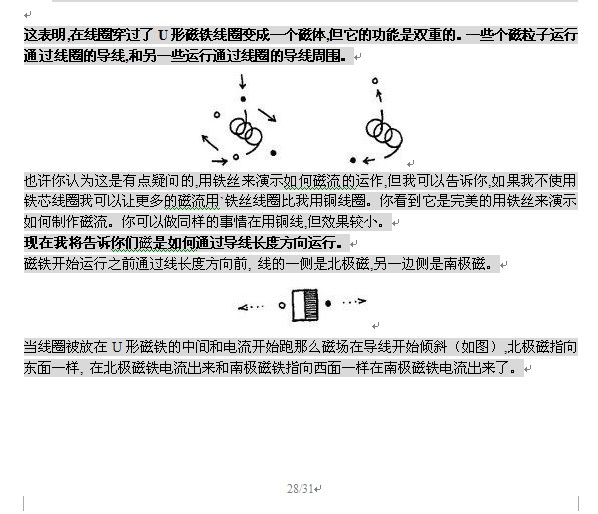 这表明,在线圈穿过了 U 形磁铁线圈变成一个磁体,但它的功能是双重的。一些个磁粒子运行
通过线圈的导线,和另一些运行通过线圈的导线周围。
也许你认为这是有点疑问的,用铁丝来演示如何磁流的运作,但我可以告诉你,如果我不使用
铁芯线圈我可以让更多的磁流用˙铁丝线圈比我用铜线圈。你看到它是完美的用铁丝来演示
如何制作磁流。你可以做同样的事情在用铜线,但效果较小。
现在我将告诉你们磁是如何通过导线长度方向运行。
磁铁开始运行之前通过线长度方向前, 线的一侧是北极磁,另一边侧是南极磁。
当线圈被放在 U 形磁铁的中间和电流开始跑那么磁场在导线开始倾斜（如图）,北极磁指向
东面一样, 在北极磁铁电流出来和南极磁铁指向西面一样在南极磁铁电流出来了。
28/31